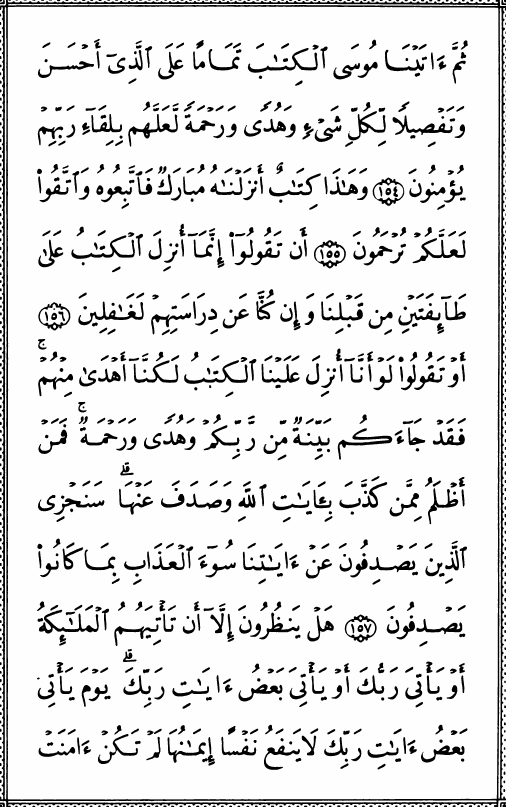 ثُمَّ ءَاتَيْنَا مُوسَى ٱلْكِتَٰبَ تَمَامًا عَلَى ٱلَّذِىٓ أَحْسَنَ
وَتَفْصِيلًا لِّكُلِّ شَىْءٍ وَهُدًى وَرَحْمَةً لَّعَلَّهُم بِلِقَآءِ رَبِّهِمْ
يُؤْمِنُونَ ١٥٤ وَهَٰذَا كِتَٰبٌ أَنزَلْنَٰهُ مُبَارَكٌ فَٱتَّبِعُوهُ وَٱتَّقُوا۟
لَعَلَّكُمْ تُرْحَمُونَ ١٥٥ أَن تَقُولُوٓا۟ إِنَّمَآ أُنزِلَ ٱلْكِتَٰبُ عَلَىٰ
طَآئِفَتَيْنِ مِن قَبْلِنَا وَإِن كُنَّا عَن دِرَاسَتِهِمْ لَغَٰفِلِينَ ١٥٦
أَوْ تَقُولُوا۟ لَوْ أَنَّآ أُنزِلَ عَلَيْنَا ٱلْكِتَٰبُ لَكُنَّآ أَهْدَىٰ مِنْهُمْ ۚ
فَقَدْ جَآءَكُم بَيِّنَةٌ مِّن رَّبِّكُمْ وَهُدًى وَرَحْمَةٌ ۚ فَمَنْ
أَظْلَمُ مِمَّن كَذَّبَ بِـَٔايَٰتِ ٱللَّهِ وَصَدَفَ عَنْهَا ۗ سَنَجْزِى
ٱلَّذِينَ يَصْدِفُونَ عَنْ ءَايَٰتِنَا سُوٓءَ ٱلْعَذَابِ بِمَا كَانُوا۟
يَصْدِفُونَ ١٥٧ هَلْ يَنظُرُونَ إِلَّآ أَن تَأْتِيَهُمُ ٱلْمَلَٰٓئِكَةُ
أَوْ يَأْتِىَ رَبُّكَ أَوْ يَأْتِىَ بَعْضُ ءَايَٰتِ رَبِّكَ ۗ يَوْمَ يَأْتِى
بَعْضُ ءَايَٰتِ رَبِّكَ لَا يَنفَعُ نَفْسًا إِيمَٰنُهَا لَمْ تَكُنْ ءَامَنَتْ